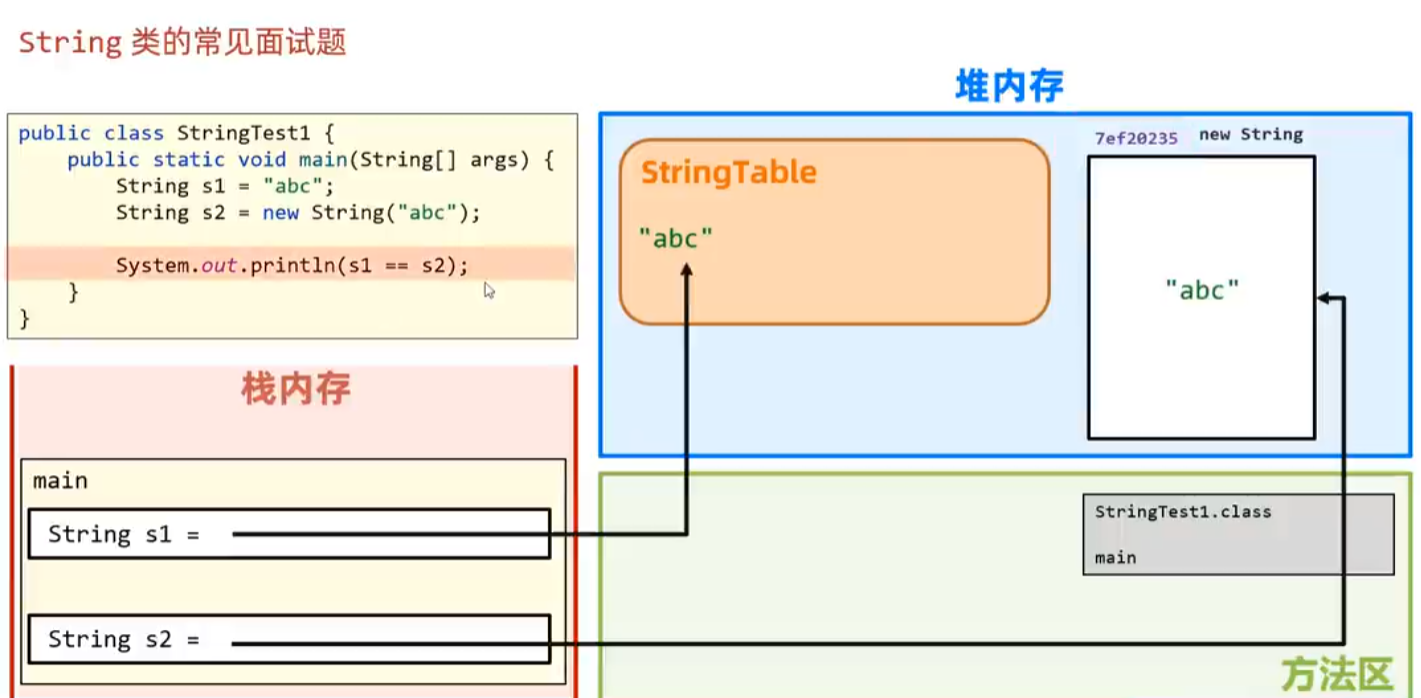 String 类的常见面试题
public class StringTest1 {
    public static void main(String[] args) {
        String s1 = "abc";
        String s2 = new String("abc");
        System.out.println(s1 == s2);
    }
}
堆内存
StringTable
"abc"
7ef20235 new String
"abc"
栈内存
main
String s1 =
String s2 =
StringTest1.class
main
方法区